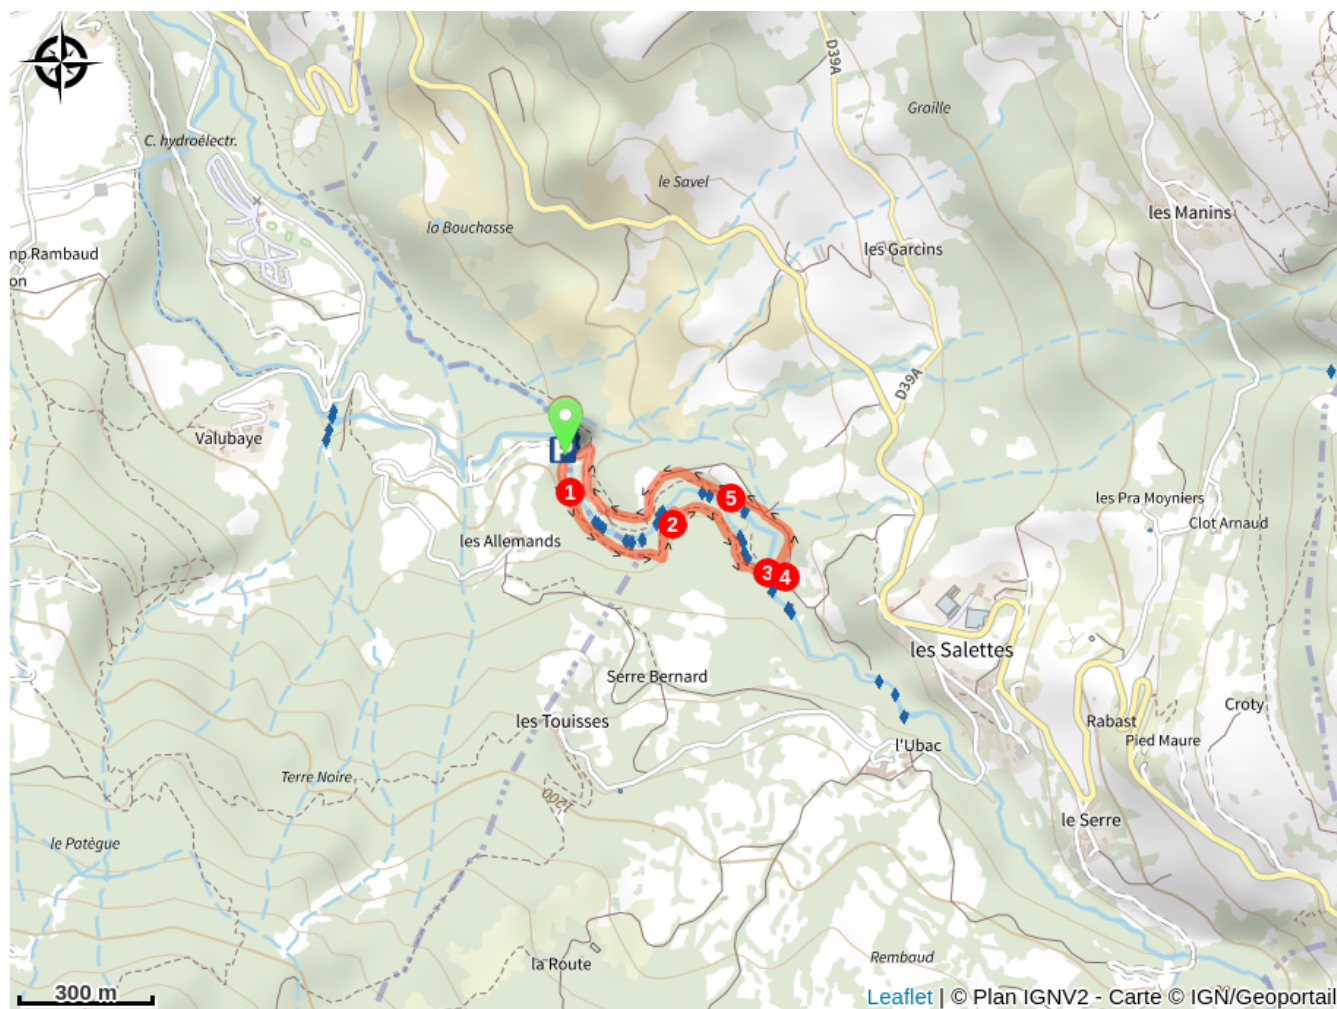 D39A
Graille
C. hydroélectr.
le Savel
les Manins
la Bouchasse
np Rambaud
on
les Garcins
D39A
Valubaye
1
5
2
les Pra Moyniers
Clot Arnaud
les Allemands
3
4
les Salettes
Serre Bernard
les Touisses
Croty
Rabast
Pied Maure
l'Ubac
Terre Noire
1200
le Serre
le Potègue
la Route
Rembaud
300 m
Leaflet | © Plan IGNV2 - Carte © IGN/Geoportail